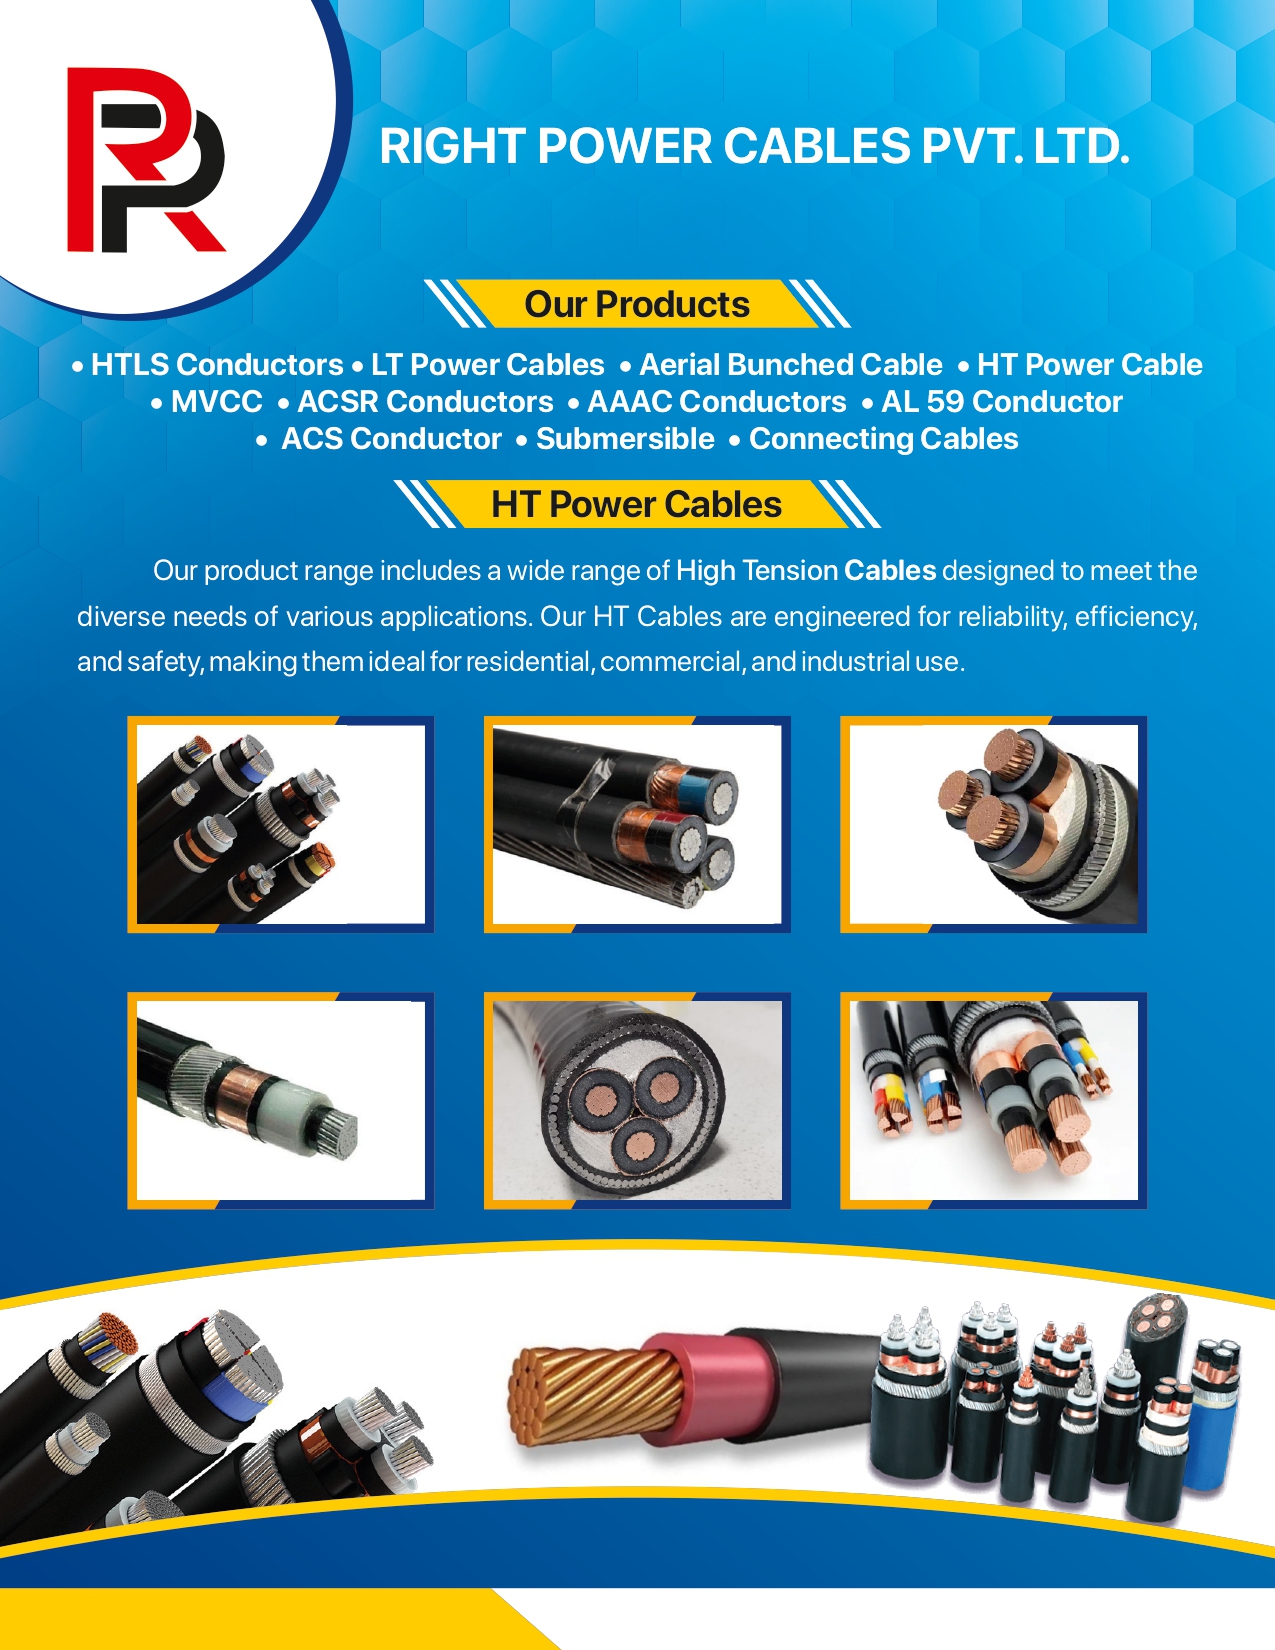 RIGHT POWER CABLES PVT. LTD.
Our Products
• HTLS Conductors • LT Power Cables • Aerial Bunched Cable • HT Power Cable
• MVCC • ACSR Conductors • AAAC Conductors • AL 59 Conductor
• ACS Conductor • Submersible • Connecting Cables
HT Power Cables
Our product range includes a wide range of High Tension Cables designed to meet the
diverse needs of various applications. Our HT Cables are engineered for reliability, efficiency,
and safety, making them ideal for residential, commercial, and industrial use.